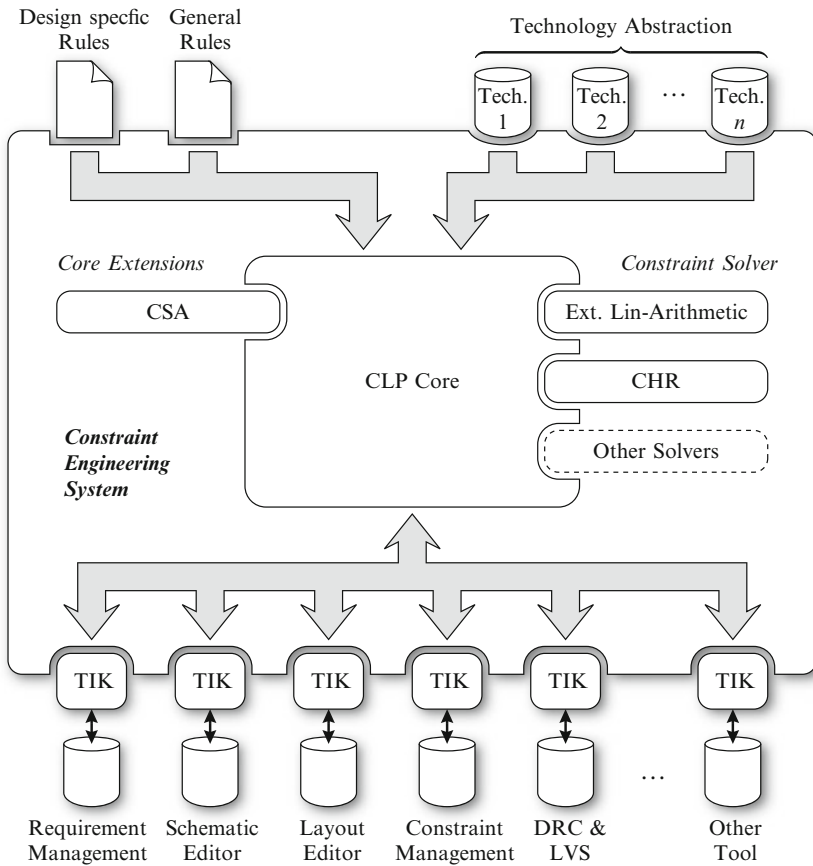 Design specfic
Rules
General
Rules
Technology Abstraction
Tech.
1
Tech.
2
...
Tech.
n
Core Extensions
Constraint Solver
CSA
Ext. Lin-Arithmetic
CLP Core
CHR
Other Solvers
Constraint
Engineering
System
TIK
TIK
TIK
TIK
TIK
TIK
...
Requirement
Management
Schematic
Editor
Layout
Editor
Constraint
Management
DRC &
LVS
Other
Tool